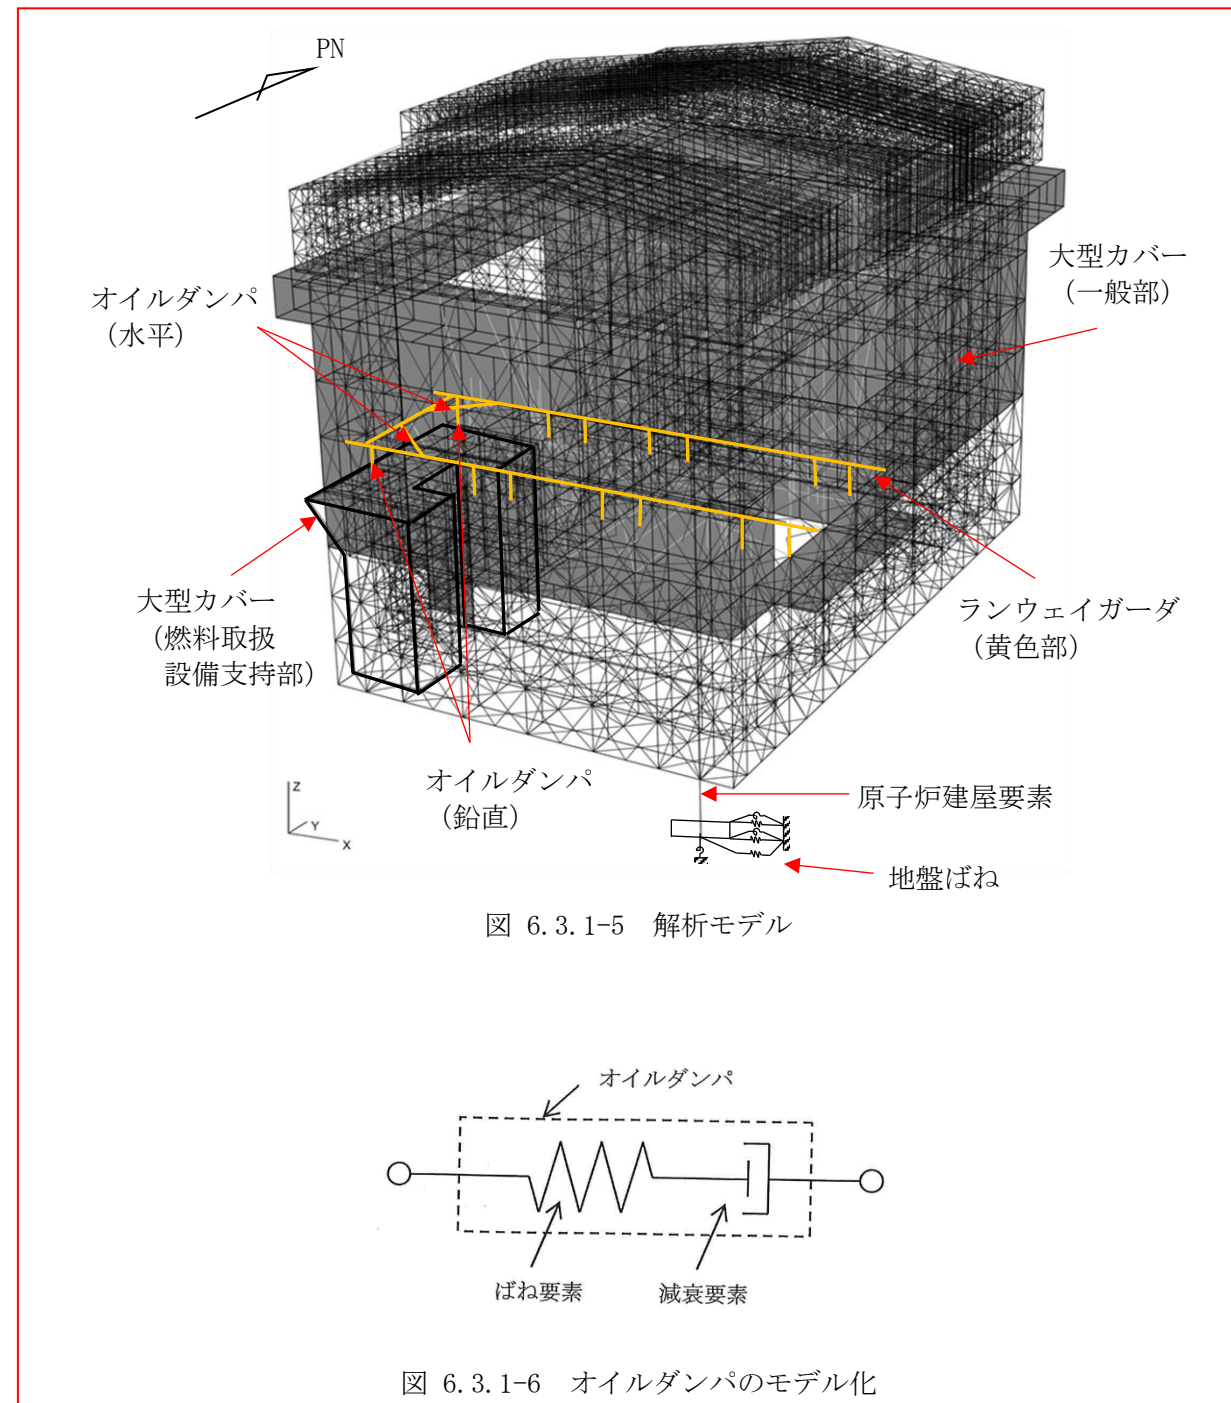 PN
大型カバー
(一般部)
オイルダンパ
(水平)
大型カバー
(燃料取扱
設備支持部)
ランウェイガーダ
(黄色部)
オイルダンパ
(鉛直)
Z
Y
X
原子炉建屋要素
地盤ばね
図 6.3.1-5 解析モデル
オイルダンパ
ばね要素
減衰要素
図 6.3.1-6 オイルダンパのモデル化